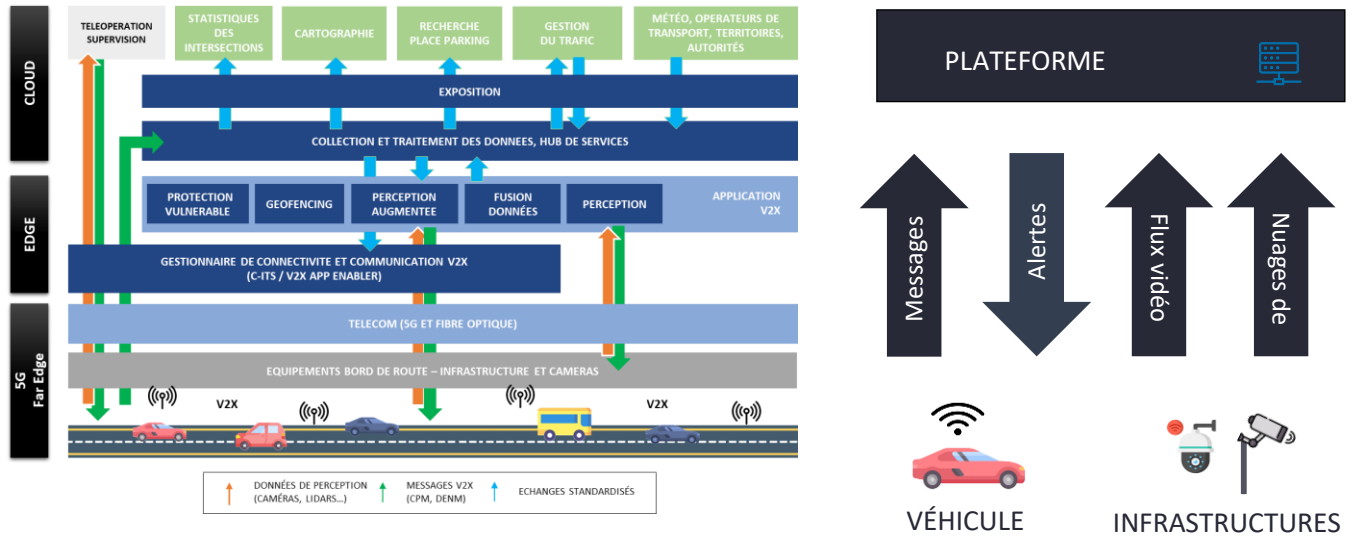 CLOUD
TELEOPERATION
SUPERVISION
STATISTIQUES
DES
INTERSECTIONS
CARTOGRAPHIE
RECHERCHE
PLACE PARKING
GESTION
DU TRAFIC
MÉTÉO, OPERATEURS DE
TRANSPORT, TERRITOIRES,
AUTORITÉS
EXPOSITION
COLLECTION ET TRAITEMENT DES DONNEES, HUB DE SERVICES
EDGE
PROTECTION
VULNERABLE
GEOFENCING
PERCEPTION
AUGMENTEE
FUSION
DONNÉES
PERCEPTION
APPLICATION
V2X
GESTIONNAIRE DE CONNECTIVITE ET COMMUNICATION V2X
(C-ITS / V2X APP ENABLER)
5G
Far Edge
TELECOM (5G ET FIBRE OPTIQUE)
EQUIPEMENTS BORD DE ROUTE – INFRASTRUCTURE ET CAMERAS
V2X
V2X
DONNÉES DE PERCEPTION
(CAMÉRAS, LIDARS...)
MESSAGES V2X
(CPM, DENM)
ECHANGES STANDARDISÉS
PLATEFORME
Messages
Alertes
Flux vidéo
Nuages de
VÉHICULE
INFRASTRUCTURES